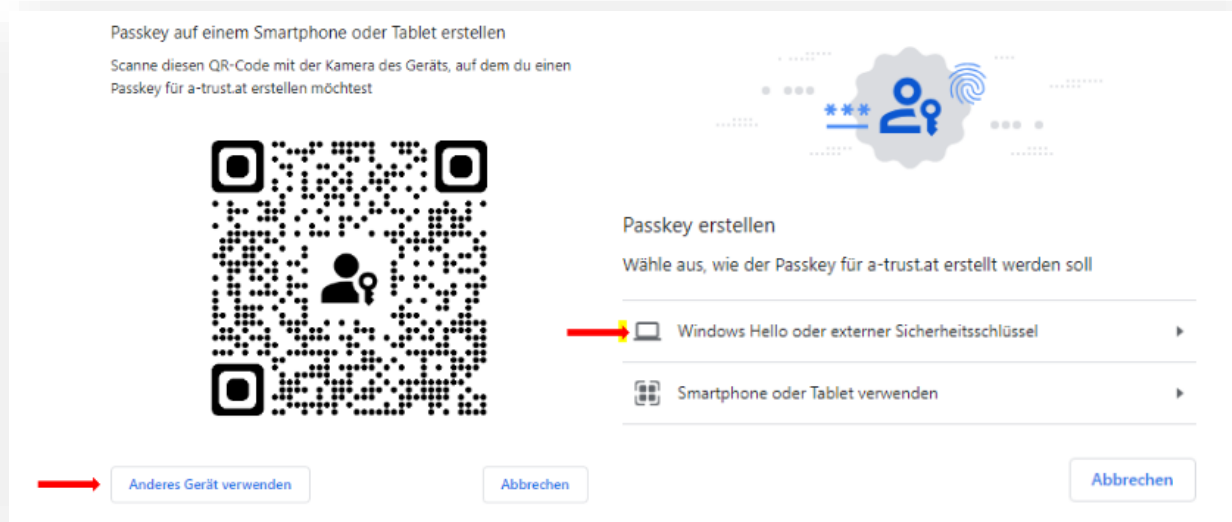 Passkey auf einem Smartphone oder Tablet erstellen
Scanne diesen QR-Code mit der Kamera des Geräts, auf dem du einen
Passkey für a-trust.at erstellen möchtest
Anderes Gerät verwenden
Abbrechen
***
Passkey erstellen
Wähle aus, wie der Passkey für a-trust.at erstellt werden soll
Windows Hello oder externer Sicherheitsschlüssel
Smartphone oder Tablet verwenden
Abbrechen